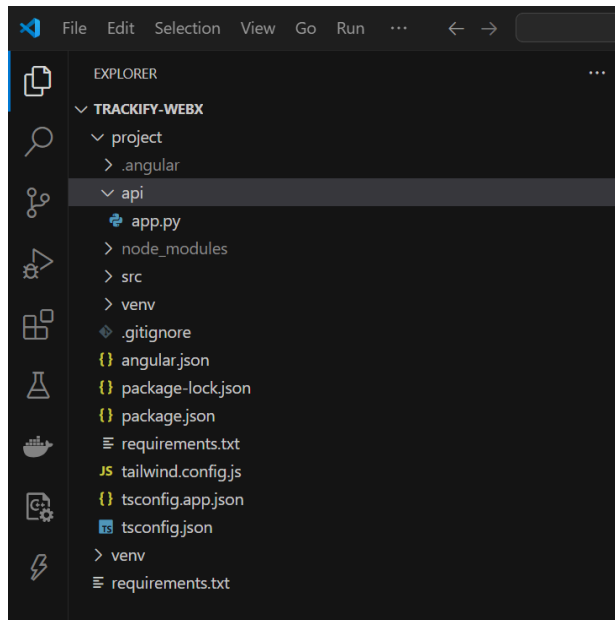 File Edit Selection View Go Run ··· ← →
EXPLORER ···
TRACKIFY-WEBX
project
.angular
api
app.py
node_modules
src
venv
.gitignore
{} angular.json
{} package-lock.json
{} package.json
requirements.txt
JS tailwind.config.js
{} tsconfig.app.json
TS tsconfig.json
venv
requirements.txt